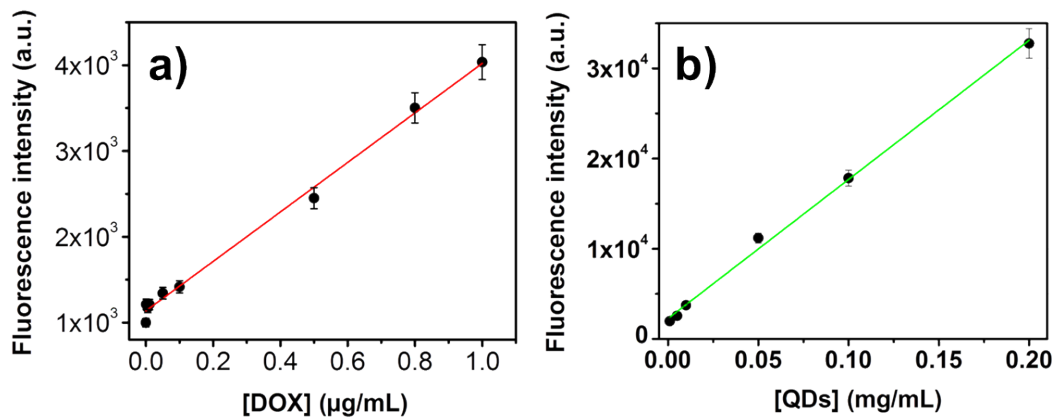 a)
Fluorescence intensity (a.u.)
4x10³
3x10³
2x10³
1x10³
0.0 0.2 0.4 0.6 0.8 1.0
[DOX] (µg/mL)
b)
Fluorescence intensity (a.u.)
3x10⁴
2x10⁴
1x10⁴
0
0.00 0.05 0.10 0.15 0.20
[QDs] (mg/mL)